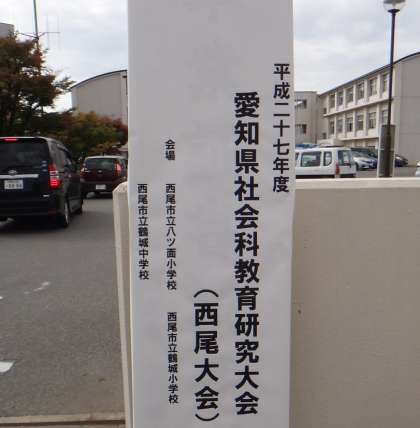 平成二十七年度
愛知県社会科教育研究大会
（西尾大会）
会場　西尾市立八ツ面小学校　西尾市立鶴城小学校
西尾市立鶴城中学校